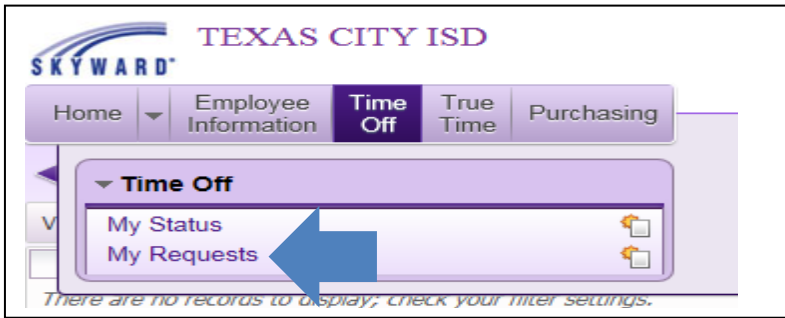 TEXAS CITY ISD
SKYWARD
Home Employee Information Time Off True Time Purchasing
Time Off
My Status
My Requests
There are no records to display; check your filter settings.